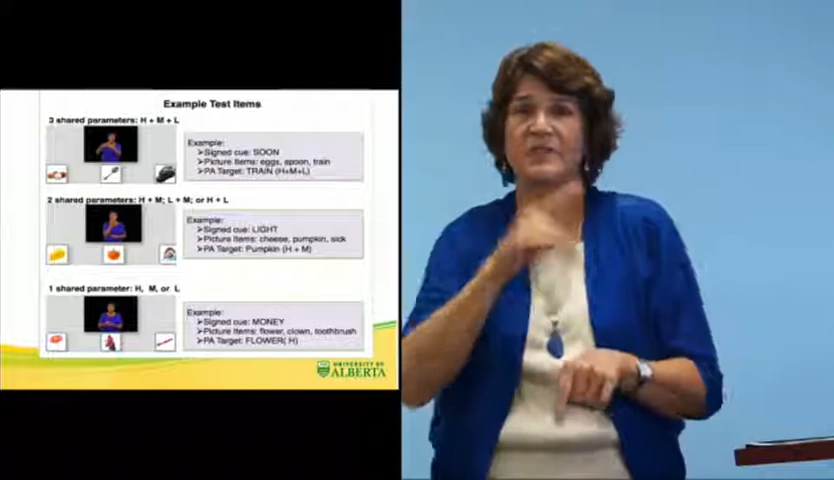 Example Test Items
3 shared parameters: H + M + L
Example:
➢Signed cue: SOON
➢Picture items: eggs, spoon, train
➢PA Target: TRAIN (H+M+L)
2 shared parameters: H + M; L + M; or H + L
Example:
➢Signed cue: LIGHT
➢Picture Items: cheese, pumpkin, sick
➢PA Target: Pumpkin (H + M)
1 shared parameter: H, M, or L
Example:
➢Signed cue: MONEY
➢Picture items: flower, clown, toothbrush
➢PA Target: FLOWER( H)
UNIVERSITY OF
ALBERTA